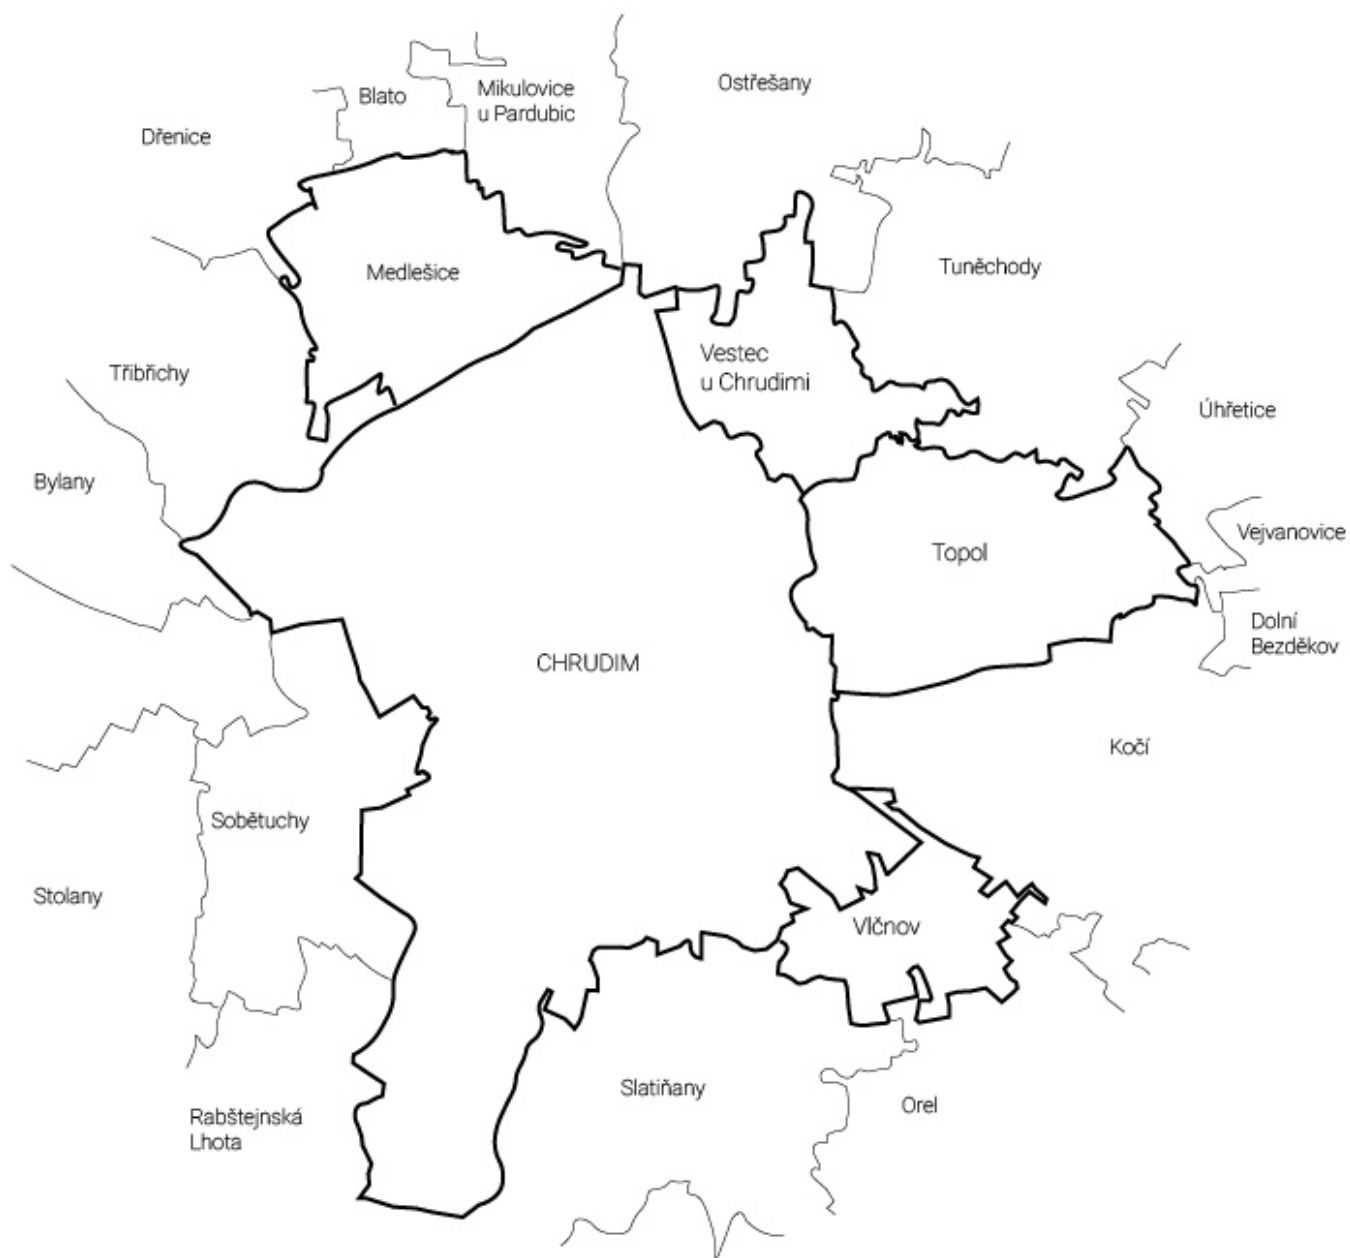 Ostřešany
Blato
Mikulovice
u Pardubic
Dřenice
Medlešice
Tuněchody
Vestec
u Chrudimi
Třibřichy
Úhřetice
Bylany
Vejvanovice
Topol
Dolní
Bezděkov
CHRUDIM
Kočí
Sobětuchy
Stolany
Vlčnov
Slatiňany
Orel
Rabštejnská
Lhota